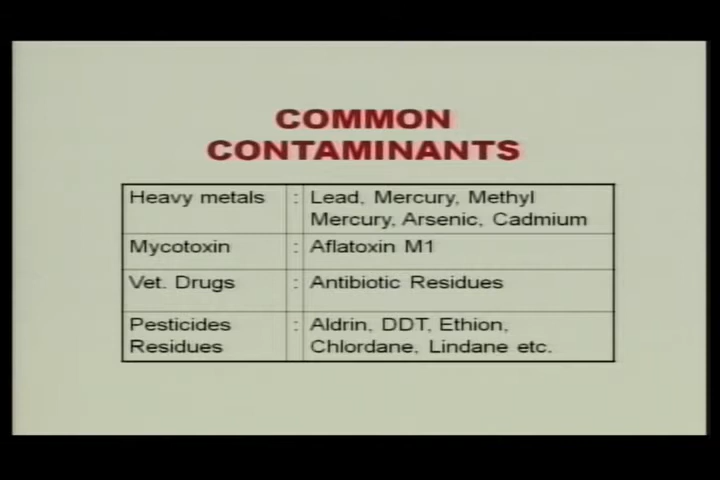 COMMON
CONTAMINANTS
Heavy metals : Lead, Mercury, Methyl
Mercury, Arsenic, Cadmium
Mycotoxin : Aflatoxin M1
Vet. Drugs : Antibiotic Residues
Pesticides : Aldrin, DDT, Ethion,
Residues Chlordane, Lindane etc.